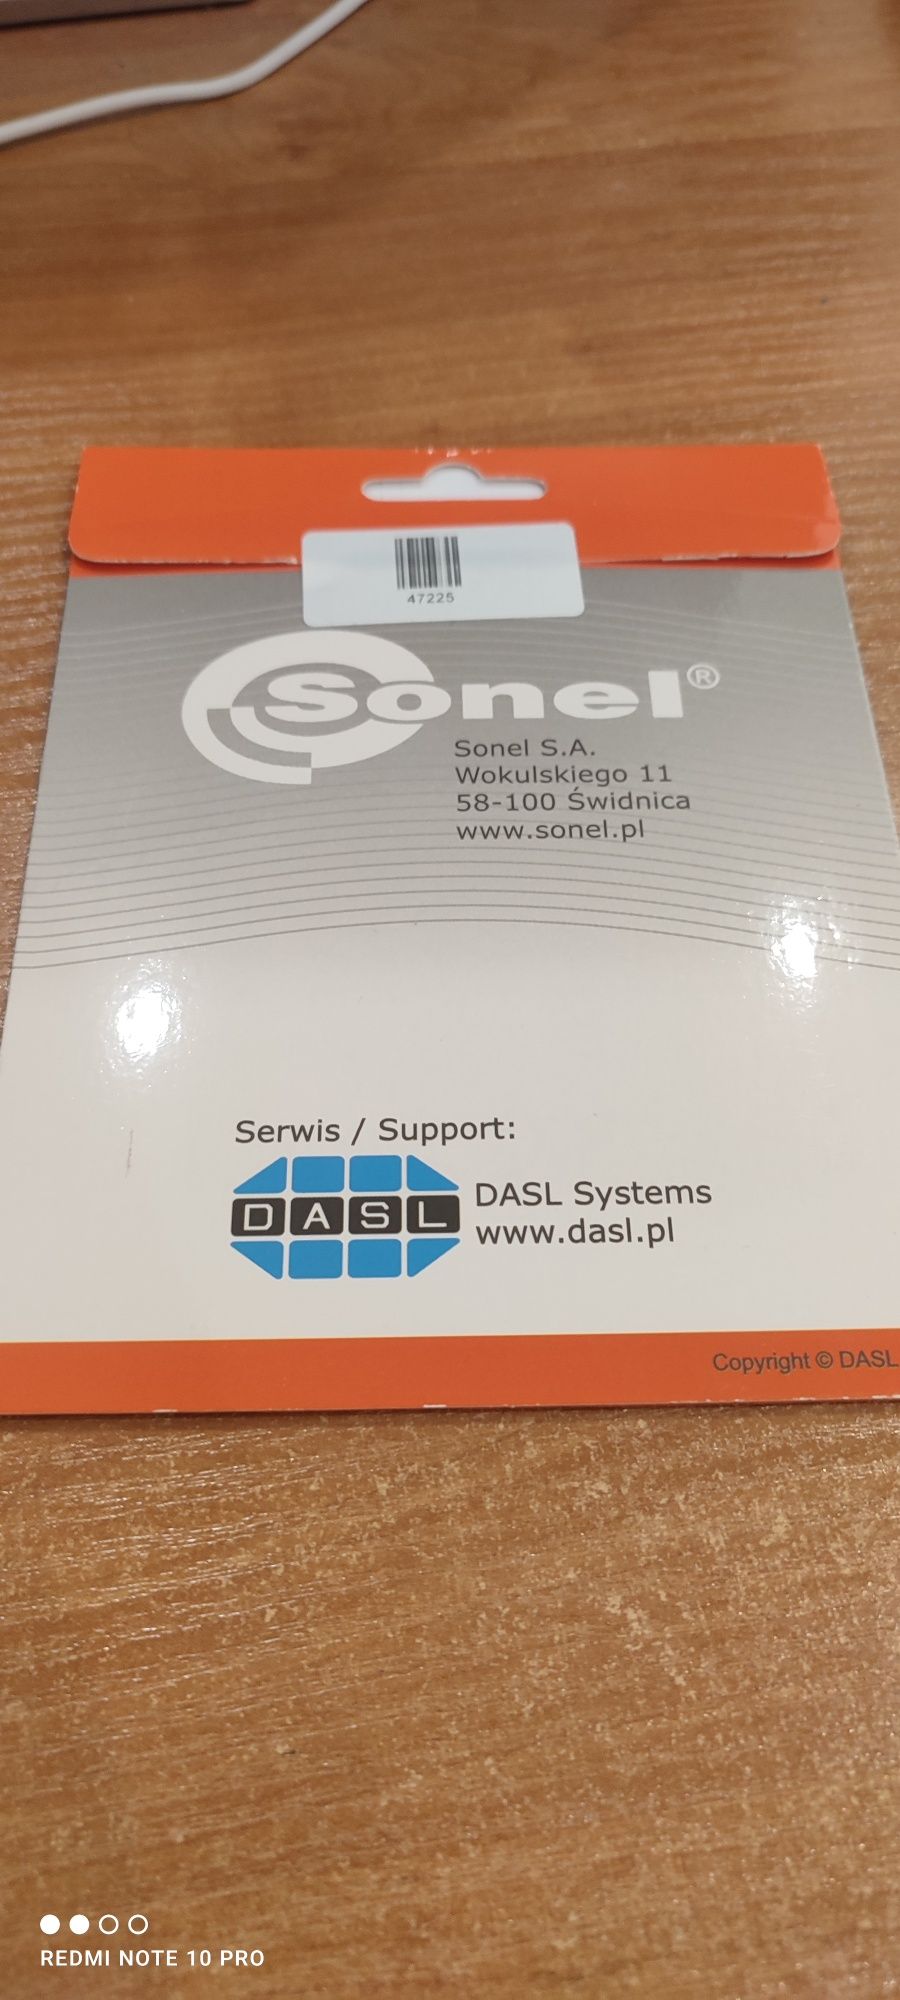 47225
Sonel®
Sonel S.A.
Wokulskiego 11
58-100 Świdnica
www.sonel.pl
Serwis / Support:
DASL
DASL Systems
www.dasl.pl
Copyright © DASL
REDMI NOTE 10 PRO